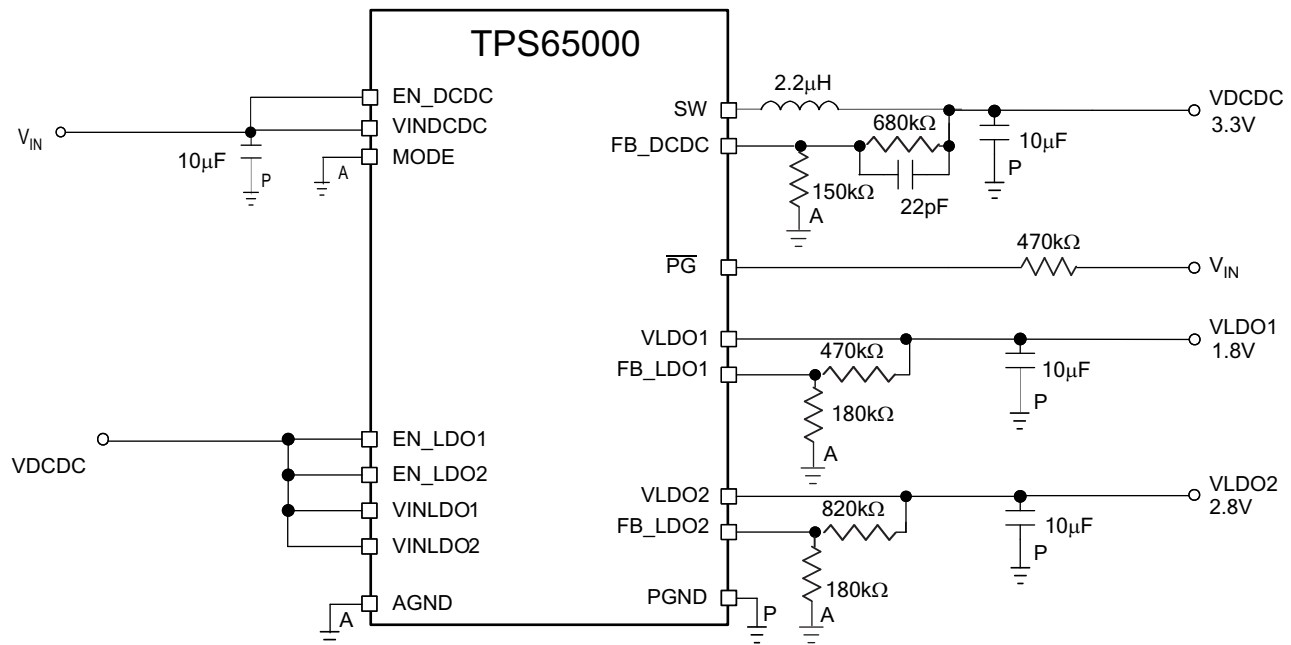 TPS65000
EN_DCDC
VINDCDC
MODE
V_IN
10μF
P
A
EN_LDO1
EN_LDO2
VINLDO1
VINLDO2
VDCDC
AGND
A
SW
FB_DCDC
2.2μH
680kΩ
150kΩ
22pF
A
10μF
P
VDCDC
3.3V
PG
470kΩ
V_IN
VLDO1
FB_LDO1
470kΩ
180kΩ
A
10μF
P
VLDO1
1.8V
VLDO2
FB_LDO2
820kΩ
180kΩ
A
10μF
P
VLDO2
2.8V
PGND
P